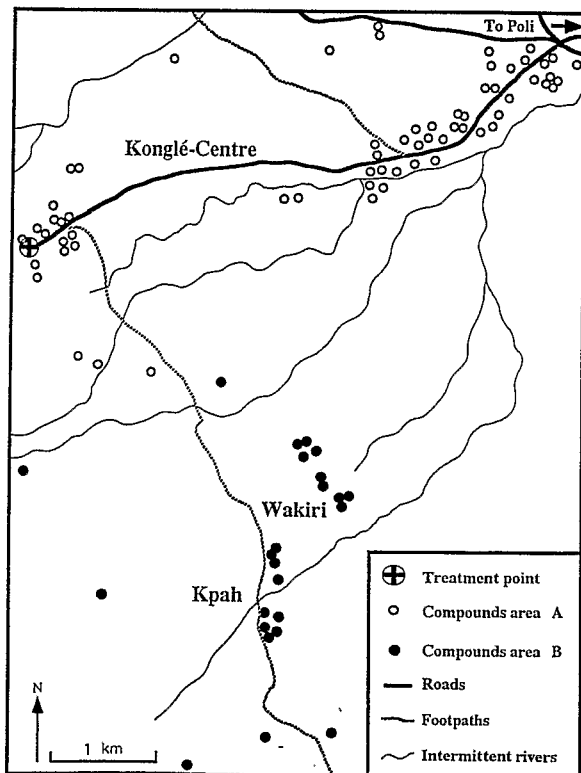 To Poli
Konglé-Centre
Wakiri
Kpah
N
1 km
Treatment point
Compounds area A
Compounds area B
Roads
Footpaths
Intermittent rivers